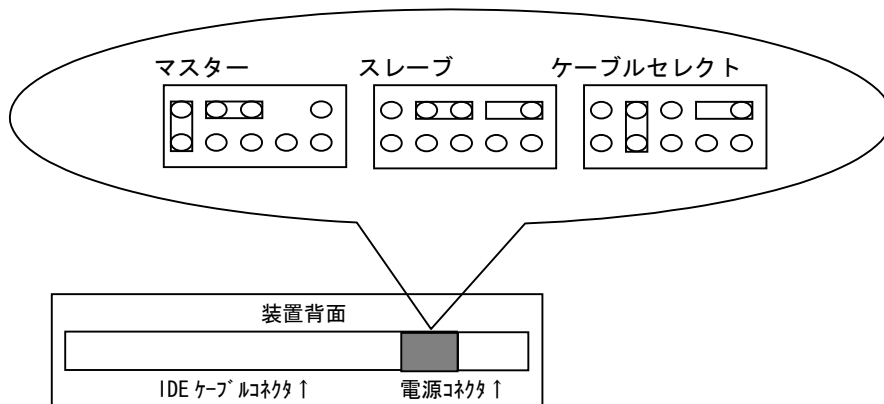 マスター
スレーブ
ケーブルセレクト
装置背面
IDE ｹｰﾌﾞﾙｺﾈｸﾀ↑
電源ｺﾈｸﾀ↑